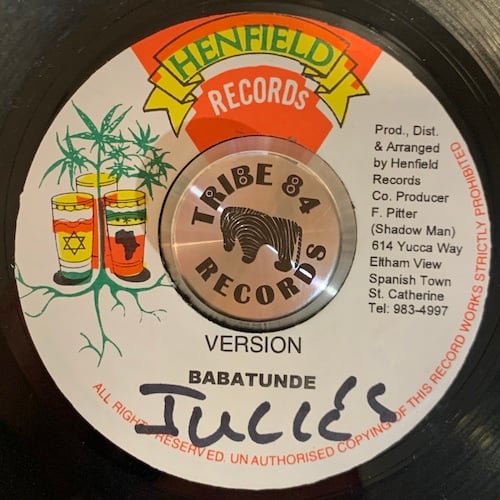 HENFIELD
RECORDS
TRIBE 84
RECORDS
Prod., Dist.
& Arranged
by Henfield
Records
Co. Producer
F. Pitter
(Shadow Man)
614 Yucca Way
Eltham View
Spanish Town
St. Catherine
Tel: 983-4997
VERSION
BABATUNDE
JULIE'S
ALL RIGHTS RESERVED. UNAUTHORISED COPYING OF THIS RECORD WORKS STRICTLY PROHIBITED